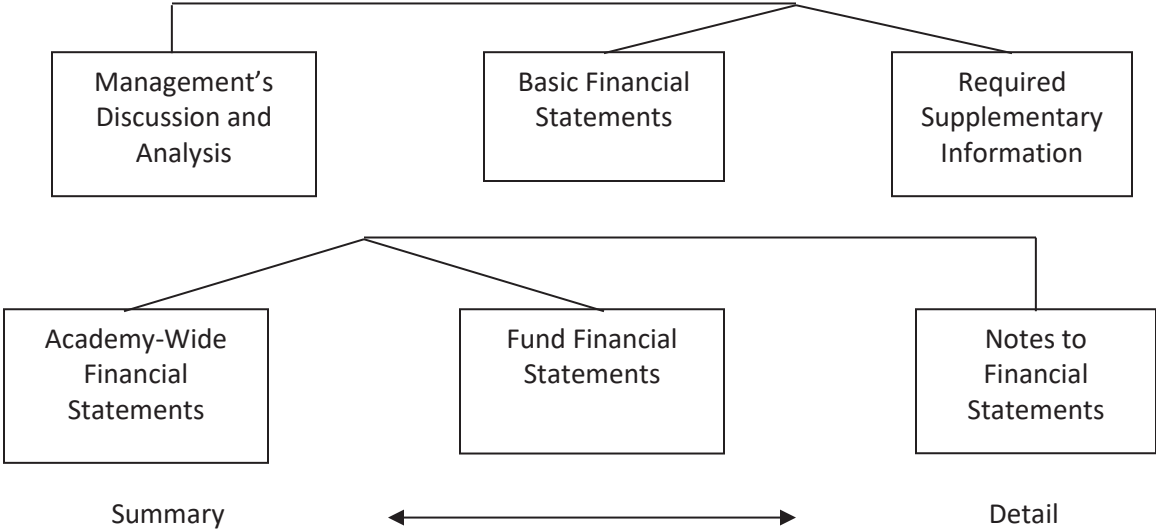 Management’s
Discussion and
Analysis
Basic Financial
Statements
Required
Supplementary
Information
Academy-Wide
Financial
Statements
Fund Financial
Statements
Notes to
Financial
Statements
Summary
Detail